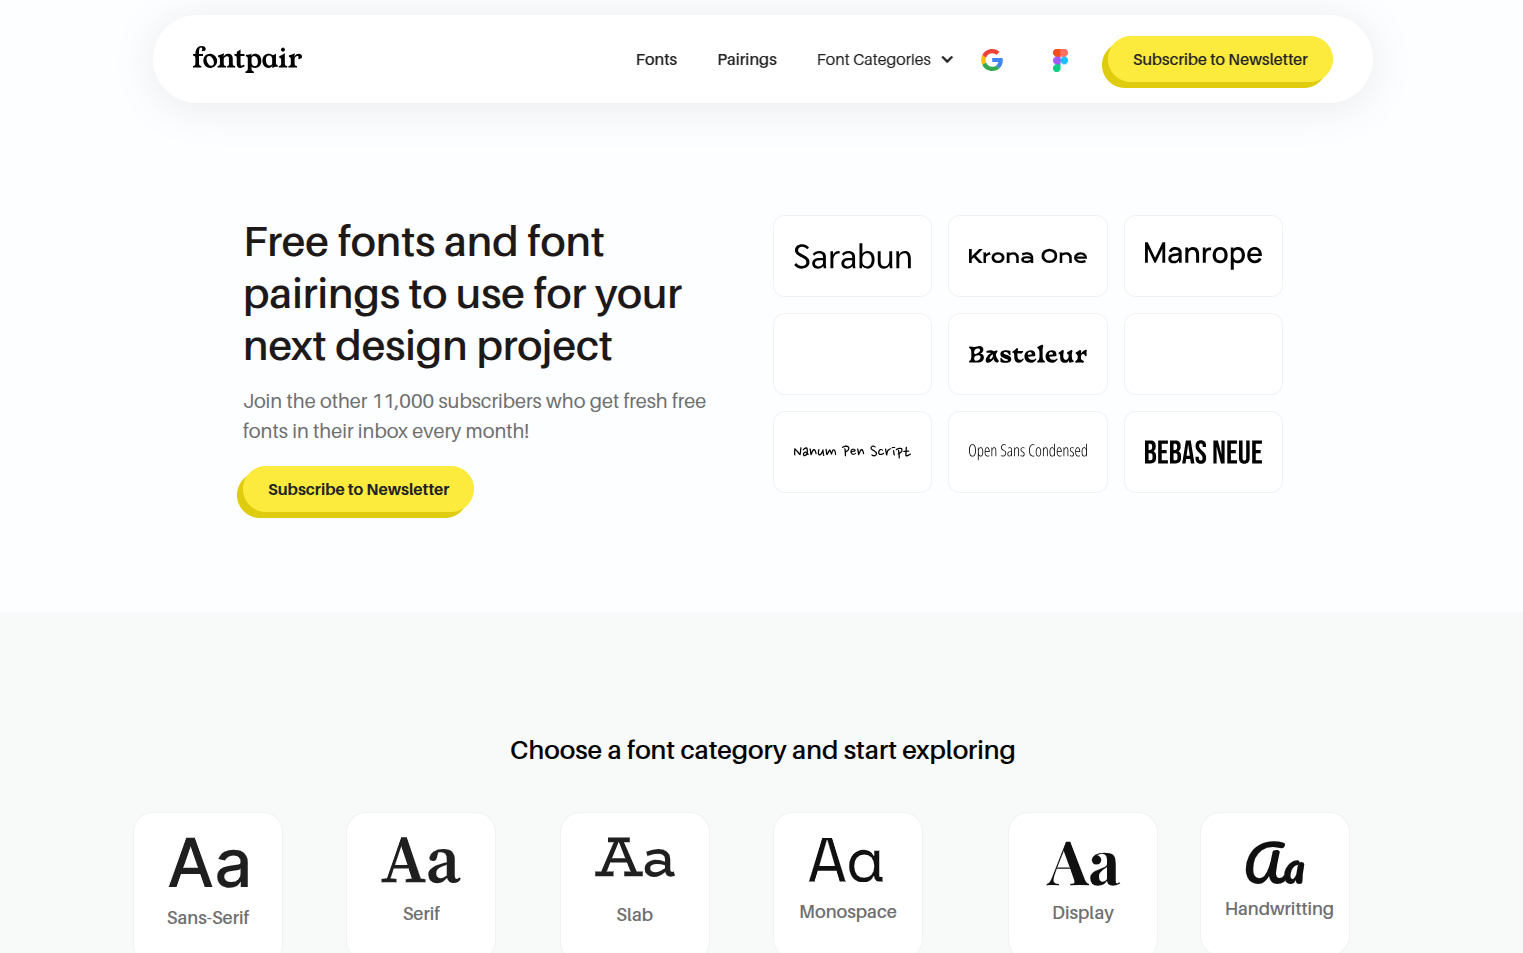 fontpair
Fonts
Pairings
Font Categories
Subscribe to Newsletter
Free fonts and font
pairings to use for your
next design project
Join the other 11,000 subscribers who get fresh free
fonts in their inbox every month!
Subscribe to Newsletter
Sarabun
Krona One
Manrope
Basteleur
Nanum Pen Script
Open Sans Condensed
BEBAS NEUE
Choose a font category and start exploring
Aa
Sans-Serif
Aa
Serif
Aa
Slab
Aa
Monospace
Aa
Display
Aa
Handwritting